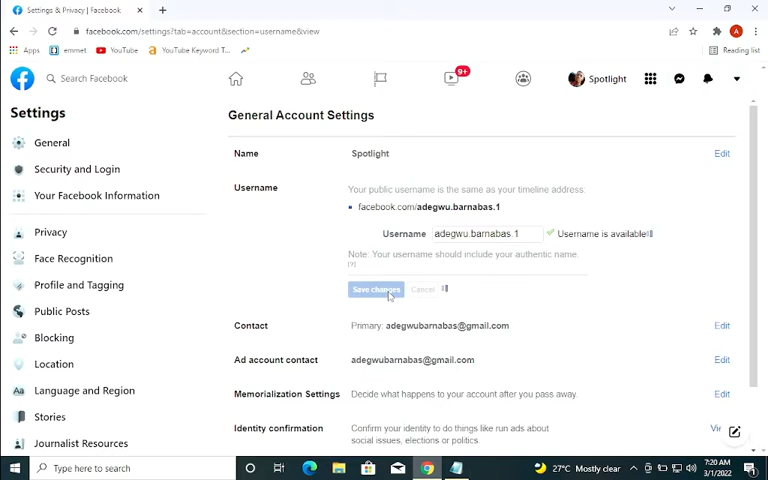 Settings & Privacy | Facebook
facebook.com/settings?tab=account&section=username&view
Apps emmet YouTube YouTube Keyword T... Reading list
Search Facebook 9+ Spotlight
Settings
General
Security and Login
Your Facebook Information
Privacy
Face Recognition
Profile and Tagging
Public Posts
Blocking
Location
Aa Language and Region
Stories
Journalist Resources
General Account Settings
Name Spotlight Edit
Username Your public username is the same as your timeline address:
facebook.com/adegwu.barnabas.1
Username adegwu.barnabas.1 Username is available
Note: Your username should include your authentic name.
[?]
Save changes Cancel
Contact Primary: adegwubarnabas@gmail.com Edit
Ad account contact adegwubarnabas@gmail.com Edit
Memorialization Settings Decide what happens to your account after you pass away. Edit
Identity confirmation Confirm your identity to do things like run ads about
social issues, elections or politics.
Type here to search 27°C Mostly clear 7:20 AM
3/1/2022